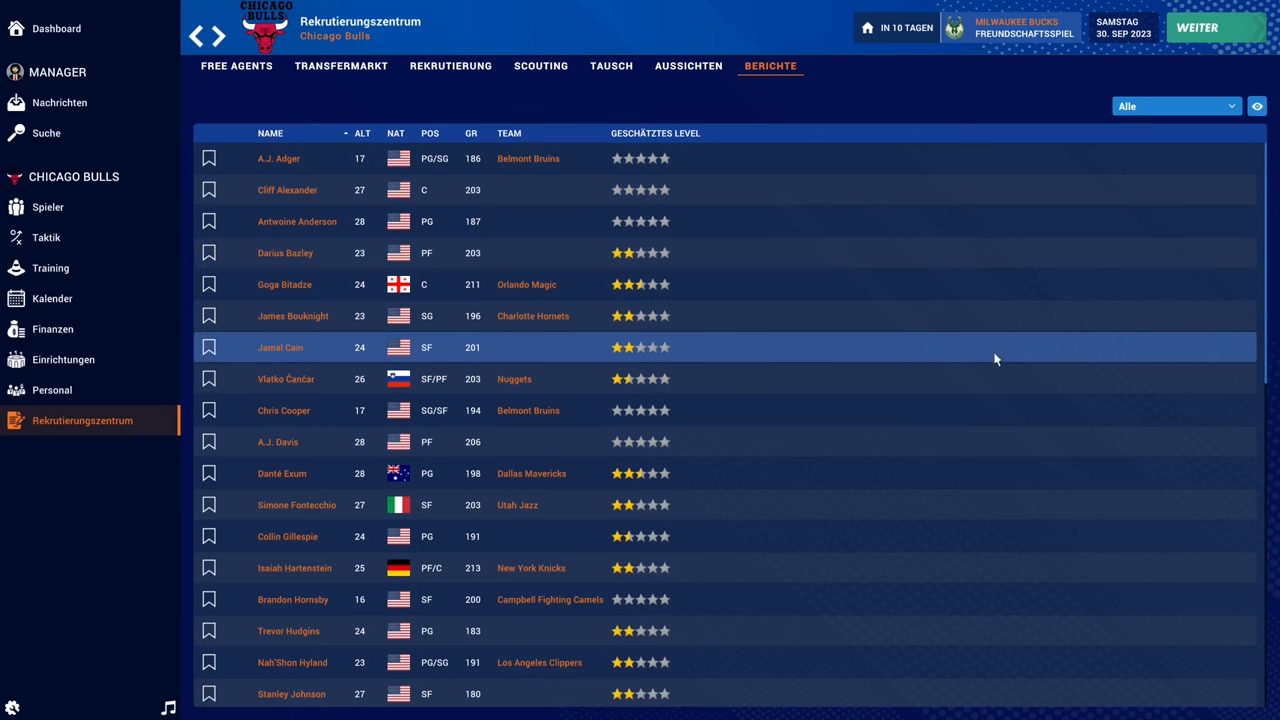 Dashboard
MANAGER
Nachrichten
Suche
CHICAGO BULLS
Spieler
Taktik
Training
Kalender
Finanzen
Einrichtungen
Personal
Rekrutierungszentrum
CHICAGO
BULLS
Rekrutierungszentrum
Chicago Bulls
IN 10 TAGEN
MILWAUKEE BUCKS
FREUNDSCHAFTSSPIEL
SAMSTAG
30. SEP 2023
WEITER
FREE AGENTS TRANSFERMARKT REKRUTIERUNG SCOUTING TAUSCH AUSSICHTEN BERICHTE
Alle
NAME ALT NAT POS GR TEAM GESCHÄTZTES LEVEL
A.J. Adger 17 PG/SG 186 Belmont Bruins
Cliff Alexander 27 C 203
Antwoine Anderson 28 PG 187
Darius Bazley 23 PF 203
Goga Bitadze 24 C 211 Orlando Magic
James Bouknight 23 SG 196 Charlotte Hornets
Jamal Cain 24 SF 201
Vlatko Čančar 26 SF/PF 203 Nuggets
Chris Cooper 17 SG/SF 194 Belmont Bruins
A.J. Davis 28 PF 206
Danté Exum 28 PG 198 Dallas Mavericks
Simone Fontecchio 27 SF 203 Utah Jazz
Collin Gillespie 24 PG 191
Isaiah Hartenstein 25 PF/C 213 New York Knicks
Brandon Hornsby 16 SF 200 Campbell Fighting Camels
Trevor Hudgins 24 PG 183
Nah'Shon Hyland 23 PG/SG 191 Los Angeles Clippers
Stanley Johnson 27 SF 180